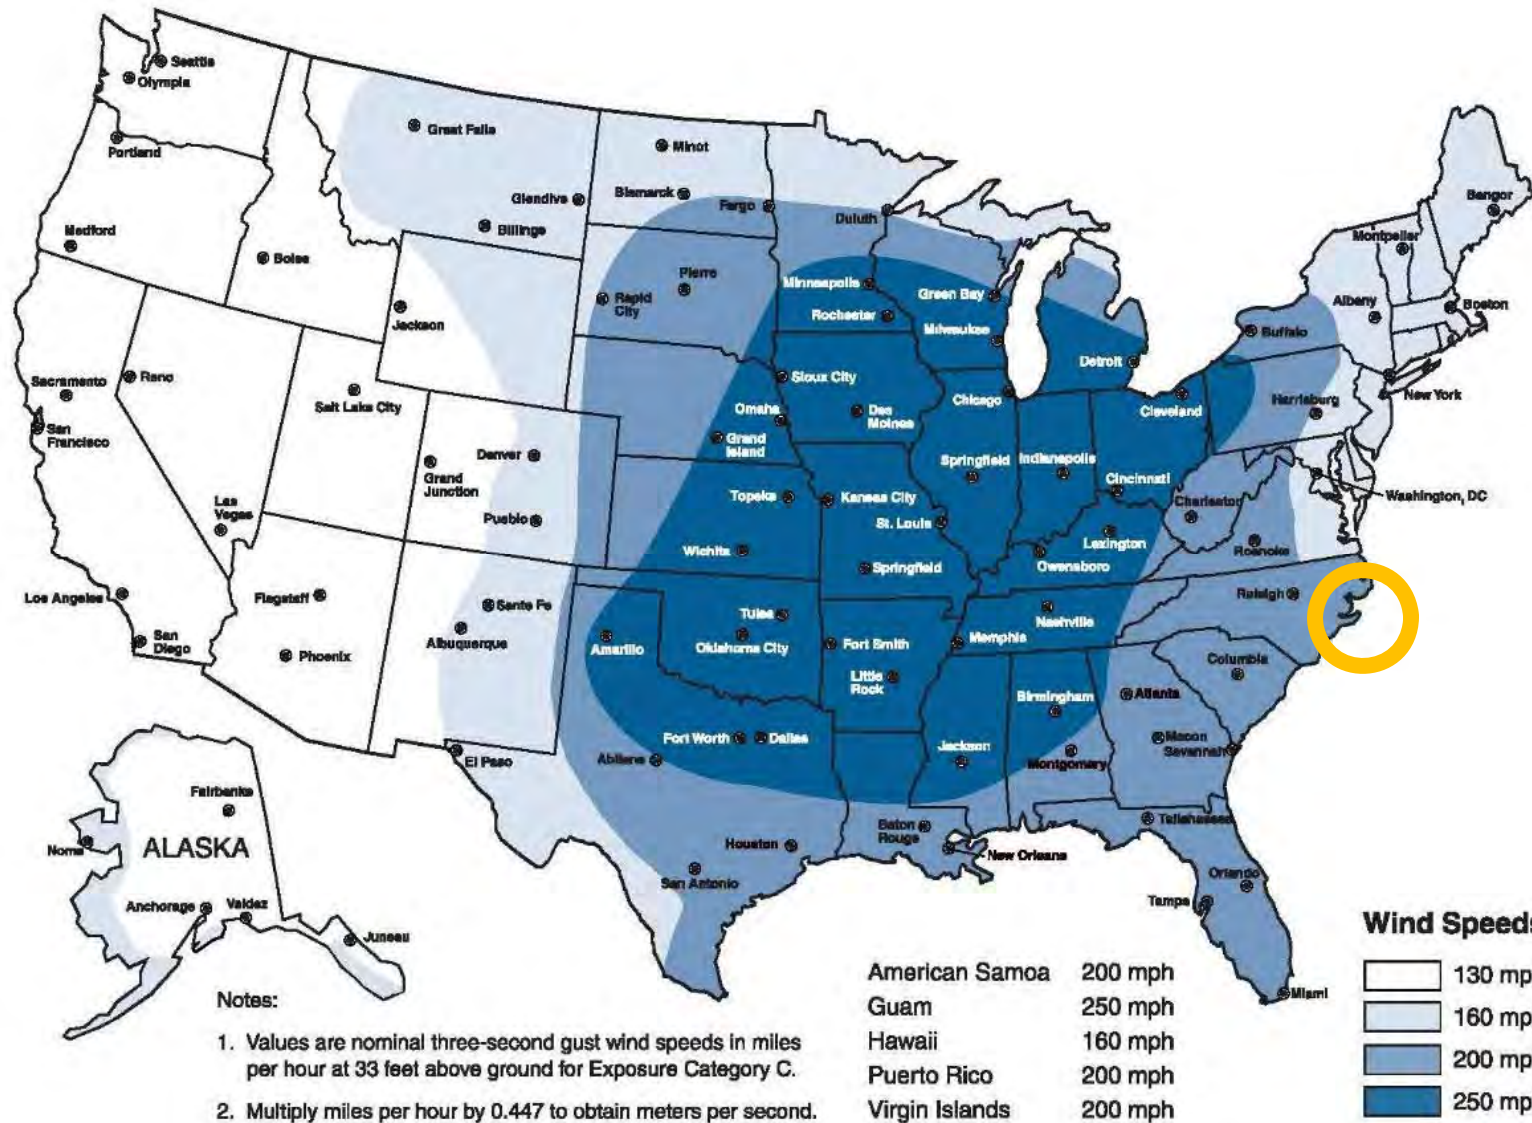 Seattle
Olympia
Portland
Medford
Boise
Great Falls
Glendive
Billings
Minot
Bismarck
Fargo
Duluth
Jackson
Rapid
City
Pierre
Minneapolis
Rochester
Green Bay
Milwaukee
Detroit
Buffalo
Albany
Montpelier
Bangor
Boston
New York
Harrisburg
Washington, DC
Sacramento
San
Francisco
Reno
Salt Lake City
Las
Vegas
Los Angeles
San
Diego
Flagstaff
Phoenix
Grand
Junction
Denver
Pueblo
Sante Fe
Albuquerque
El Paso
Sioux City
Omaha
Grand
Island
Des
Moines
Chicago
Cleveland
Springfield
Indianapolis
Cincinnati
Charleston
Topeka
Kansas City
St. Louis
Wichita
Springfield
Owensboro
Lexington
Roanoke
Raleigh
Tulsa
Oklahoma City
Amarillo
Fort Smith
Little
Rock
Memphis
Nashville
Birmingham
Atlanta
Columbia
Macon
Savannah
Fort Worth
Dallas
Abilene
Jackson
Montgomery
Tallahassee
Baton
Rouge
New Orleans
Houston
San Antonio
Orlando
Tampa
Miami
ALASKA
Fairbanks
Nome
Anchorage
Valdez
Juneau
Notes:
1. Values are nominal three-second gust wind speeds in miles
per hour at 33 feet above ground for Exposure Category C.
2. Multiply miles per hour by 0.447 to obtain meters per second.
American Samoa 200 mph
Guam 250 mph
Hawaii 160 mph
Puerto Rico 200 mph
Virgin Islands 200 mph
Wind Speeds
130 mp
160 mp
200 mp
250 mp